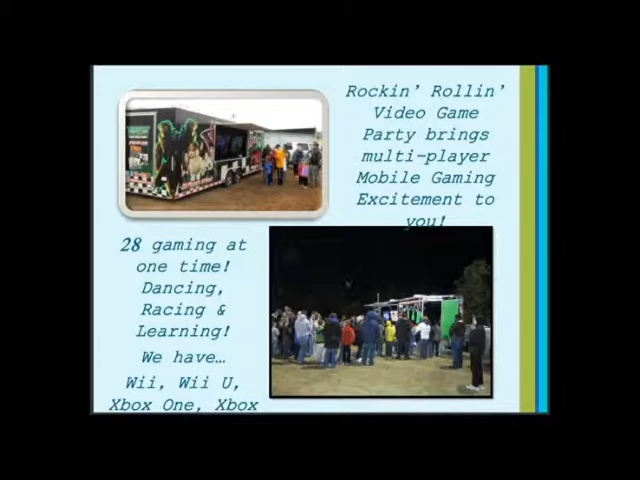 Rockin' Rollin'
Video Game
Party brings
multi-player
Mobile Gaming
Excitement to
you!
28 gaming at
one time!
Dancing,
Racing &
Learning!
We have…
Wii, Wii U,
Xbox One, Xbox